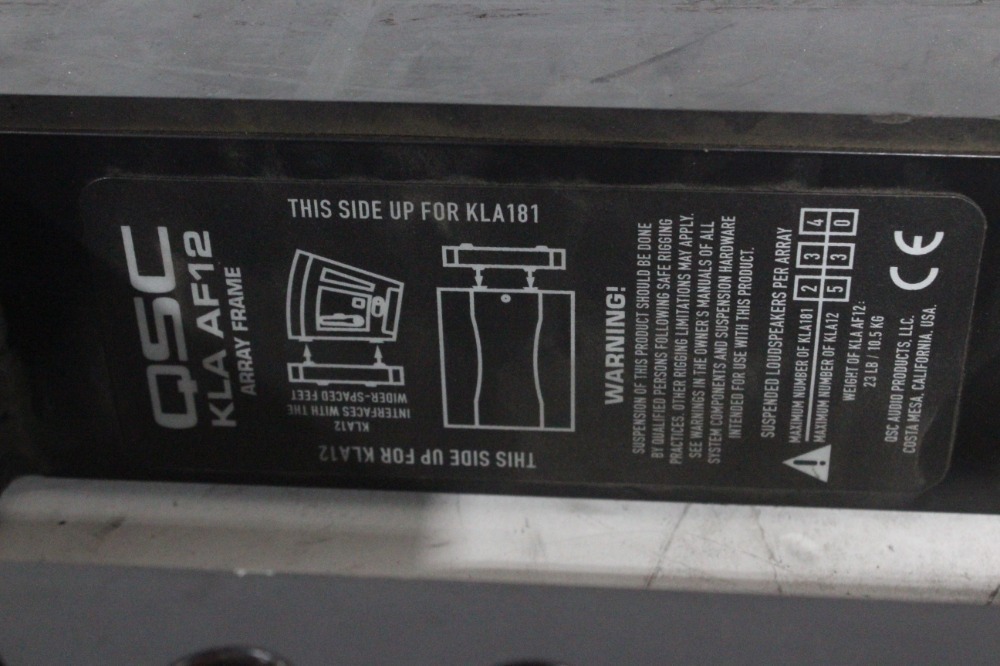 QSC
KLA AF12
ARRAY FRAME
THIS SIDE UP FOR KLA181
KLA12
INTERFACES WITH THE
WIDER-SPACED FEET
THIS SIDE UP FOR KLA12
WARNING!
SUSPENSION OF THIS PRODUCT SHOULD BE DONE
BY QUALIFIED PERSONS FOLLOWING SAFE RIGGING
PRACTICES. OTHER RIGGING LIMITATIONS MAY APPLY.
SEE WARNINGS IN THE OWNER'S MANUALS OF ALL
SYSTEM COMPONENTS AND SUSPENSION HARDWARE
INTENDED FOR USE WITH THIS PRODUCT.
SUSPENDED LOUDSPEAKERS PER ARRAY
MAXIMUM NUMBER OF KLA181 2 3 4
MAXIMUM NUMBER OF KLA12 5 3 0
WEIGHT OF KLA AF12:
23 LB / 10.5 KG
QSC AUDIO PRODUCTS, LLC.
COSTA MESA, CALIFORNIA, USA.
CE